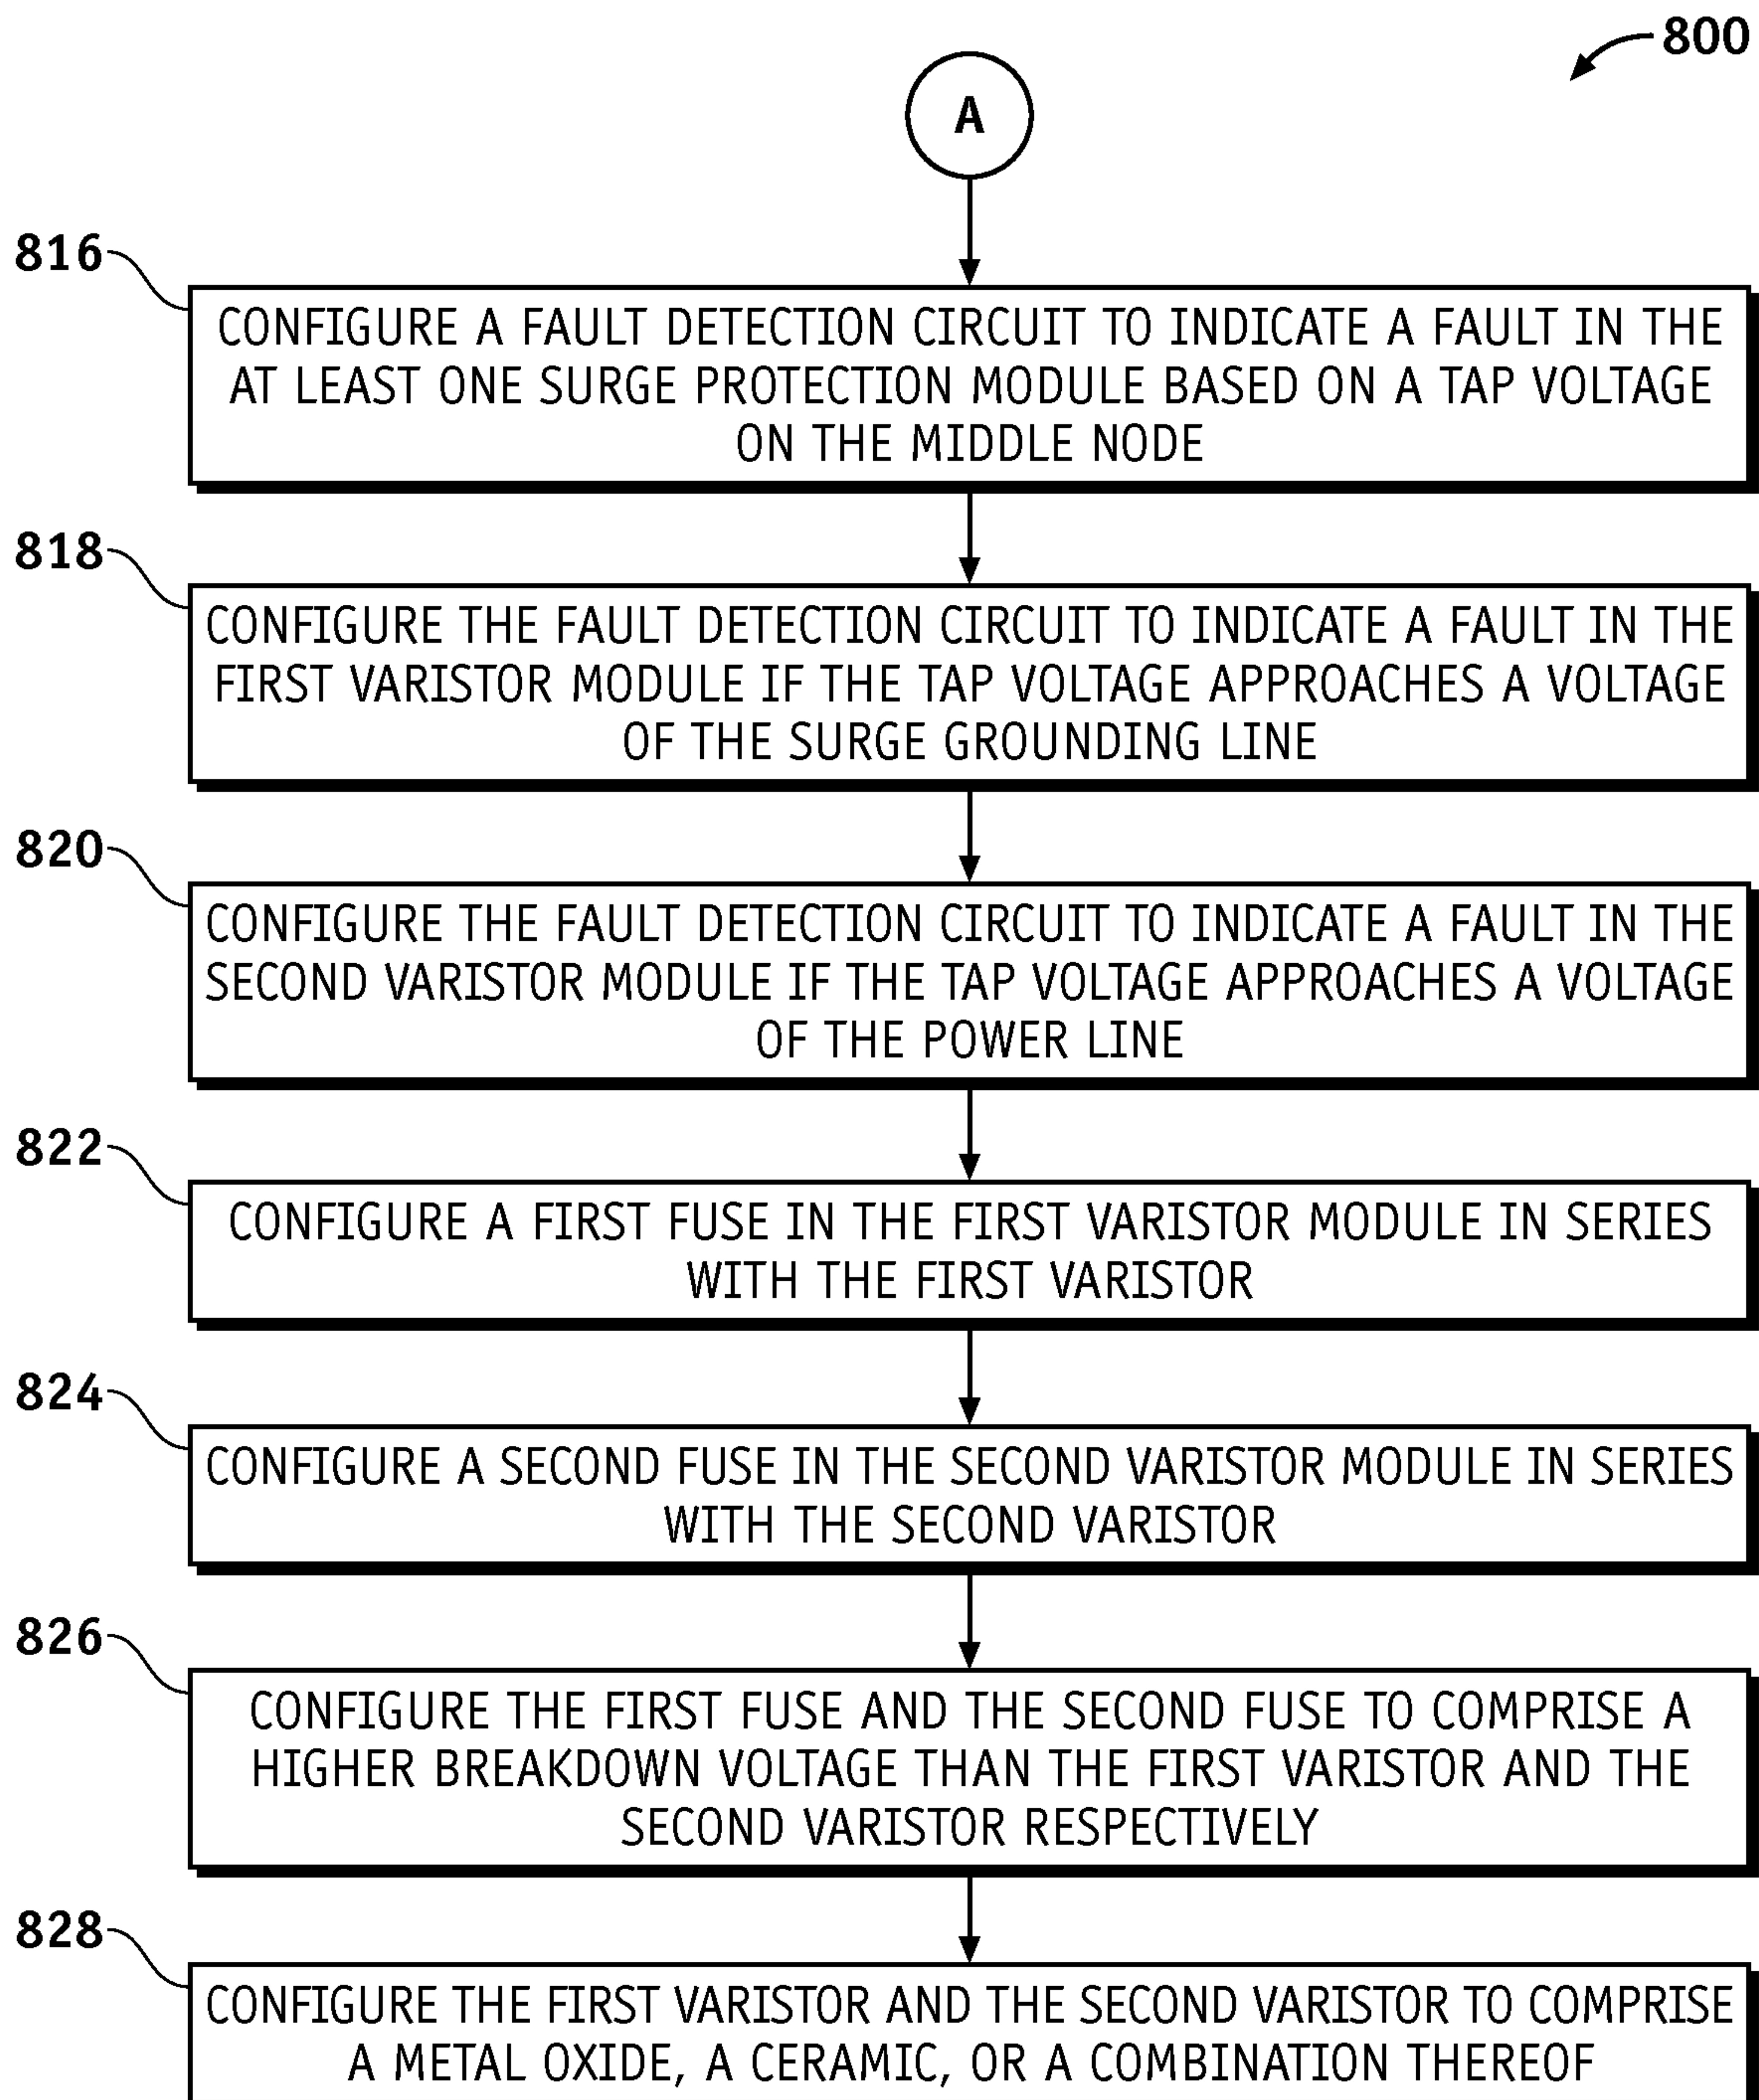 800
A
816
CONFIGURE A FAULT DETECTION CIRCUIT TO INDICATE A FAULT IN THE
AT LEAST ONE SURGE PROTECTION MODULE BASED ON A TAP VOLTAGE
ON THE MIDDLE NODE
818
CONFIGURE THE FAULT DETECTION CIRCUIT TO INDICATE A FAULT IN THE
FIRST VARISTOR MODULE IF THE TAP VOLTAGE APPROACHES A VOLTAGE
OF THE SURGE GROUNDING LINE
820
CONFIGURE THE FAULT DETECTION CIRCUIT TO INDICATE A FAULT IN THE
SECOND VARISTOR MODULE IF THE TAP VOLTAGE APPROACHES A VOLTAGE
OF THE POWER LINE
822
CONFIGURE A FIRST FUSE IN THE FIRST VARISTOR MODULE IN SERIES
WITH THE FIRST VARISTOR
824
CONFIGURE A SECOND FUSE IN THE SECOND VARISTOR MODULE IN SERIES
WITH THE SECOND VARISTOR
826
CONFIGURE THE FIRST FUSE AND THE SECOND FUSE TO COMPRISE A
HIGHER BREAKDOWN VOLTAGE THAN THE FIRST VARISTOR AND THE
SECOND VARISTOR RESPECTIVELY
828
CONFIGURE THE FIRST VARISTOR AND THE SECOND VARISTOR TO COMPRISE
A METAL OXIDE, A CERAMIC, OR A COMBINATION THEREOF